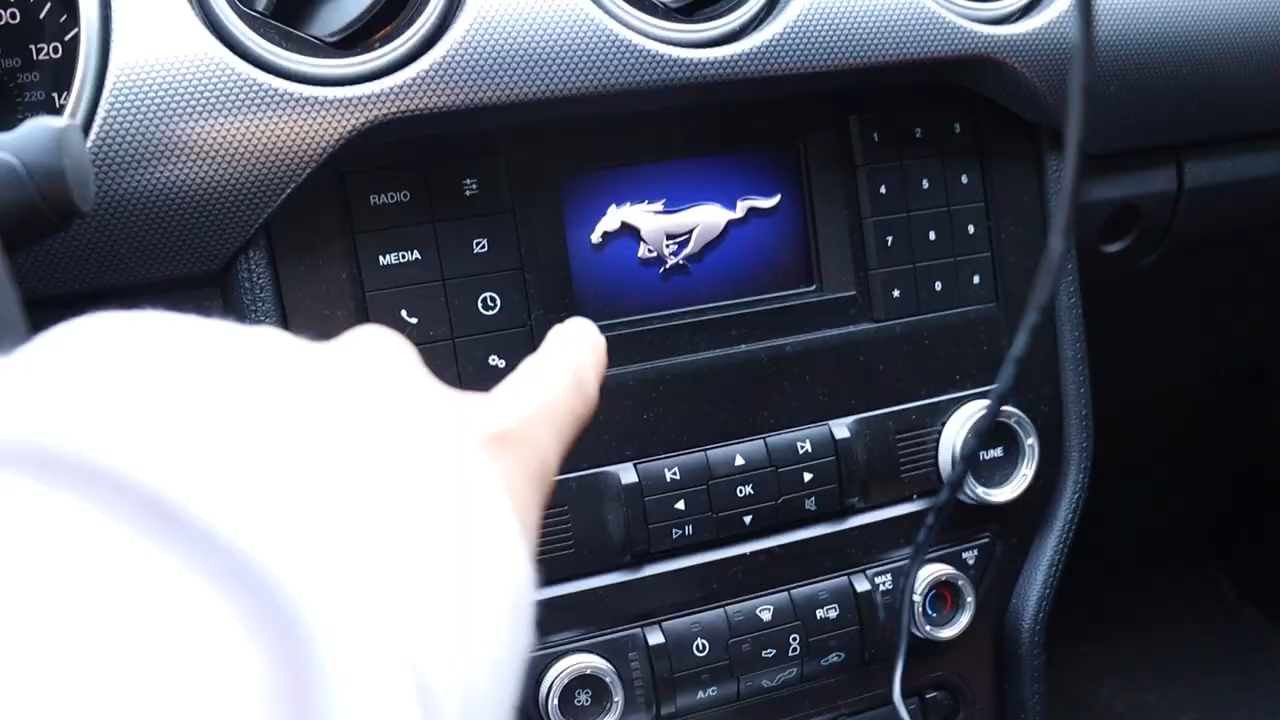 120
180
200
220
RADIO
MEDIA
1 2 3
4 5 6
7 8 9
* 0 #
OK
TUNE
MAX
A/C
MAX
R
A/C